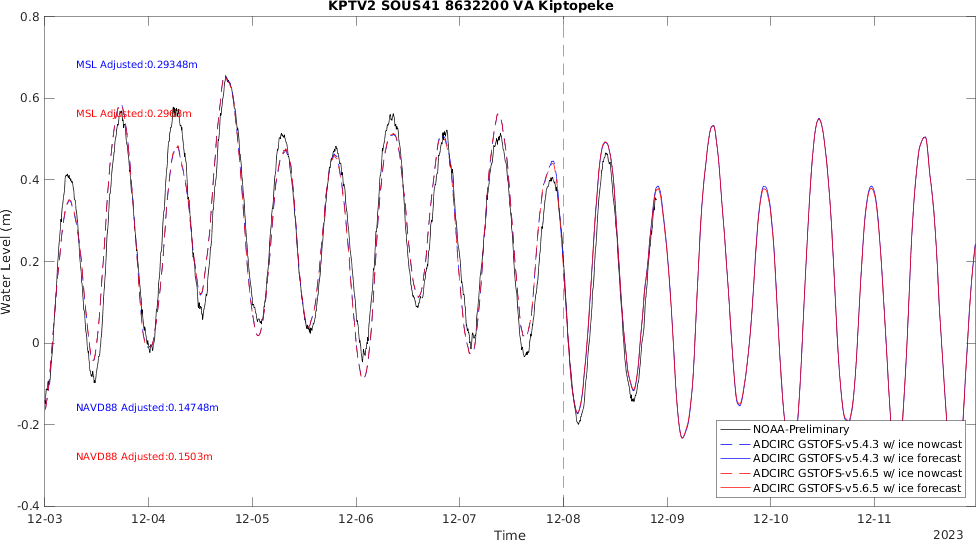 KPTV2 SOUS41 8632200 VA Kiptopeke
0.8
0.6
0.4
0.2
0
-0.2
-0.4
Water Level (m)
MSL Adjusted:0.29348m
MSL Adjusted:
NAVD88 Adjusted:0.14748m
NAVD88 Adjusted:0.1503m
NOAA-Preliminary
ADCIRC GSTOFS-v5.4.3 w/ ice nowcast
ADCIRC GSTOFS-v5.4.3 w/ ice forecast
ADCIRC GSTOFS-v5.6.5 w/ ice nowcast
ADCIRC GSTOFS-v5.6.5 w/ ice forecast
12-03 12-04 12-05 12-06 12-07 12-08 12-09 12-10 12-11
Time
2023